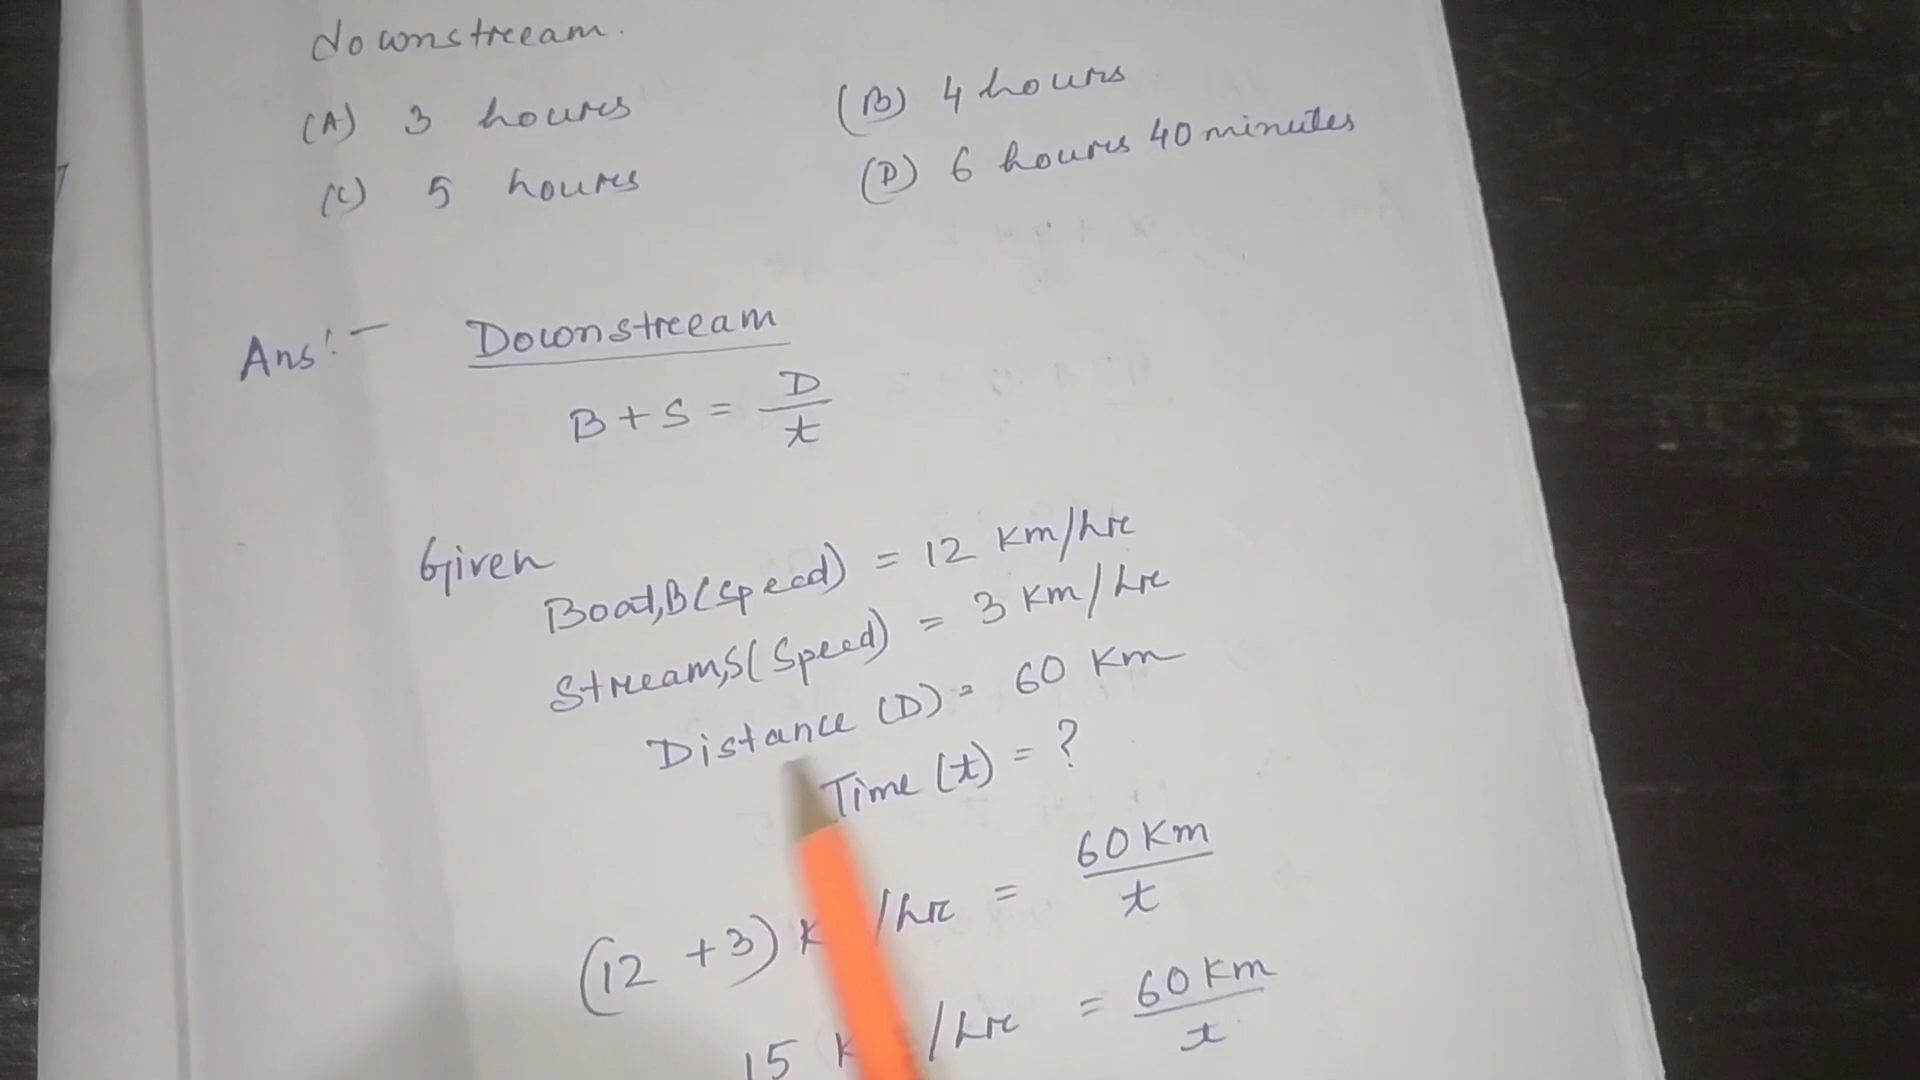 downstream.
(A) 3 hours (B) 4 hours
(C) 5 hours (D) 6 hours 40 minutes
Ans:- Downstream
B + S = D/t
Given
Boat,B(Speed) = 12 Km/hr
Stream,S(Speed) = 3 Km/hr
Distance (D) = 60 Km
Time (t) = ?
(12 + 3) K /hr = 60 Km/t
15 K /hr = 60 Km/t